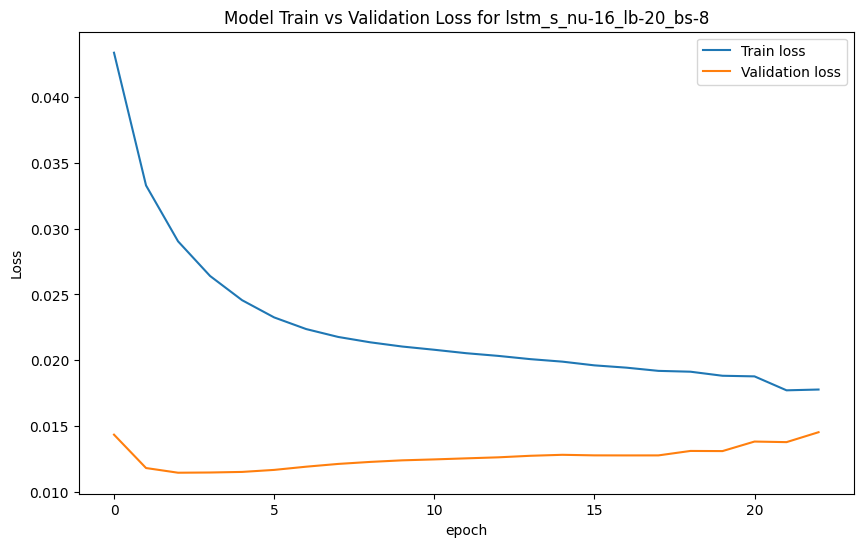 Model Train vs Validation Loss for lstm_s_nu-16_lb-20_bs-8
Train loss
Validation loss
0.040
0.035
0.030
0.025
0.020
0.015
0.010
Loss
0 5 10 15 20
epoch